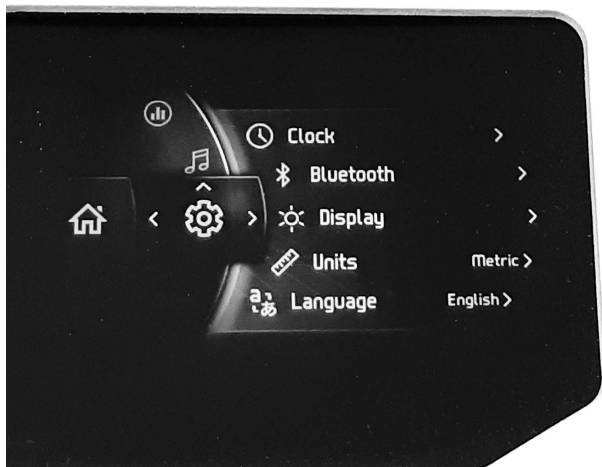 Clock
Bluetooth
Display
Units Metric
Language English